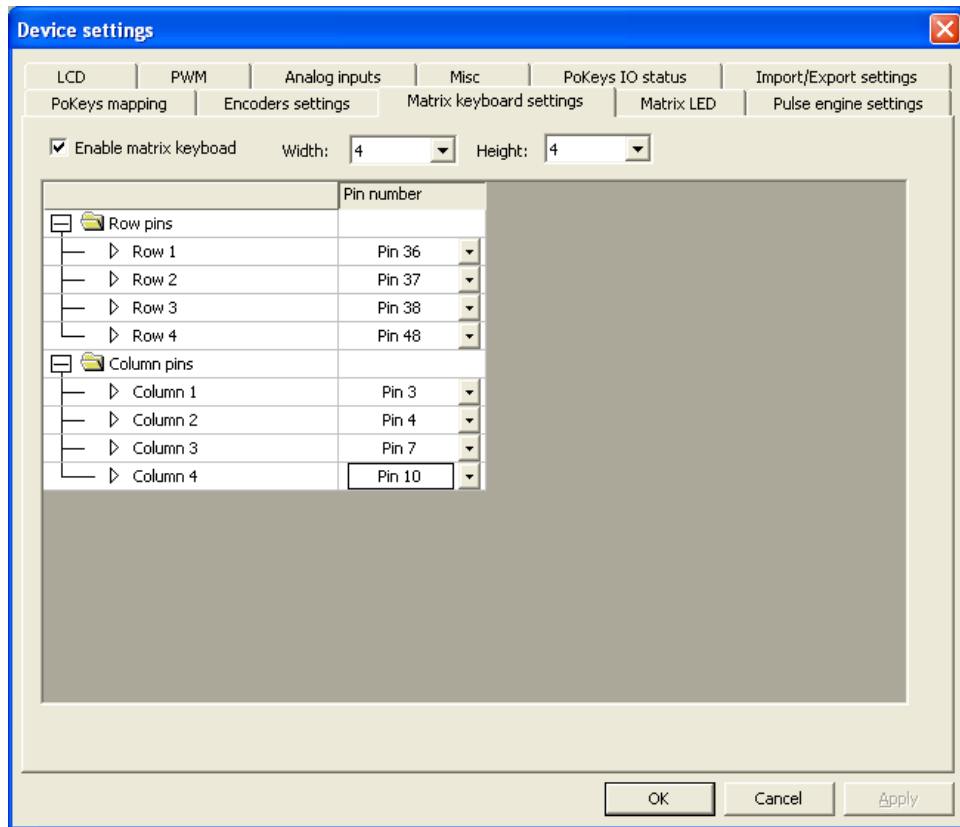 Device settings
LCD PWM Analog inputs Misc PoKeys IO status Import/Export settings
PoKeys mapping Encoders settings Matrix keyboard settings Matrix LED Pulse engine settings
Enable matrix keyboad Width: 4 Height: 4
Pin number
Row pins
Row 1 Pin 36
Row 2 Pin 37
Row 3 Pin 38
Row 4 Pin 48
Column pins
Column 1 Pin 3
Column 2 Pin 4
Column 3 Pin 7
Column 4 Pin 10
OK Cancel Apply